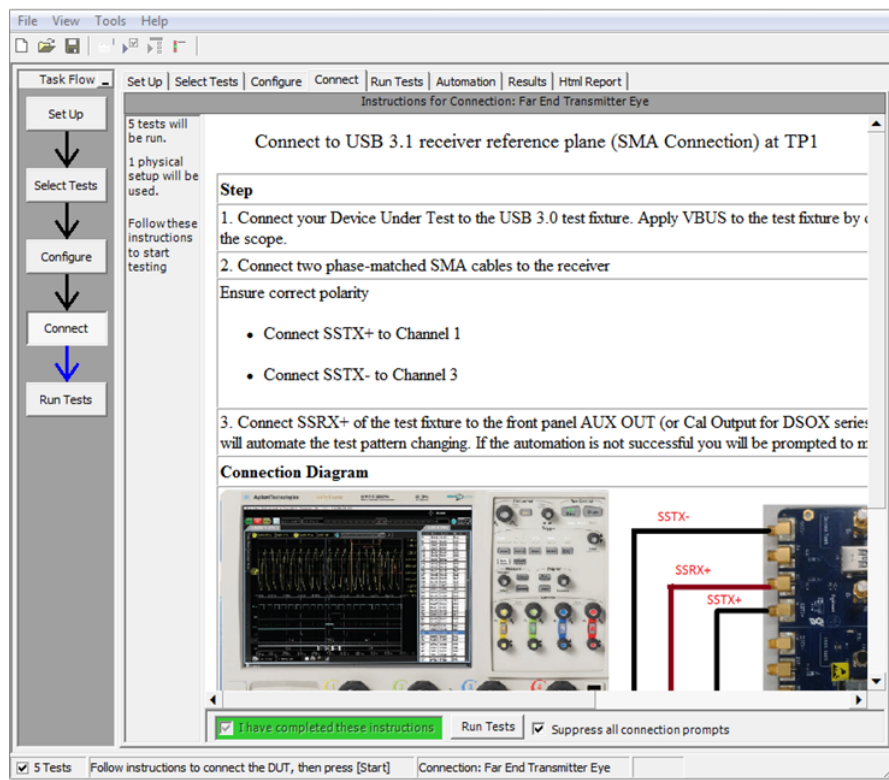 File View Tools Help
Task Flow
Set Up
Select Tests
Configure
Connect
Run Tests
Set Up Select Tests Configure Connect Run Tests Automation Results Html Report
Instructions for Connection: Far End Transmitter Eye
5 tests will
be run.
1 physical
setup will be
used.
Follow these
instructions
to start
testing
Connect to USB 3.1 receiver reference plane (SMA Connection) at TP1
Step
1. Connect your Device Under Test to the USB 3.0 test fixture. Apply VBUS to the test fixture by
the scope.
2. Connect two phase-matched SMA cables to the receiver
Ensure correct polarity
• Connect SSTX+ to Channel 1
• Connect SSTX- to Channel 3
3. Connect SSRX+ of the test fixture to the front panel AUX OUT (or Cal Output for DSOX series
will automate the test pattern changing. If the automation is not successful you will be prompted to
Connection Diagram
Agilent Technologies
SSTX-
SSRX+
SSTX+
I have completed these instructions
Run Tests
Suppress all connection prompts
5 Tests
Follow instructions to connect the DUT, then press [Start]
Connection: Far End Transmitter Eye